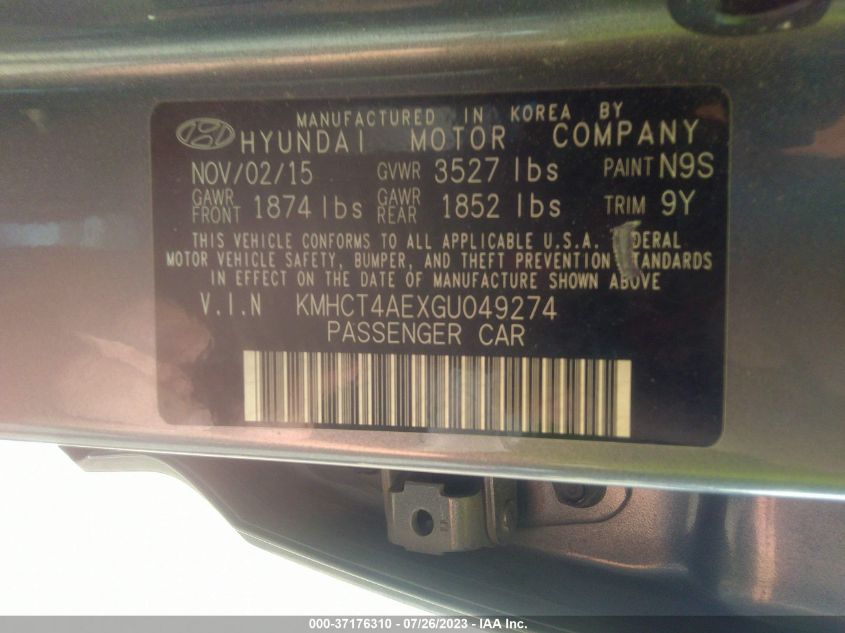 MANUFACTURED IN KOREA BY
HYUNDAI MOTOR COMPANY
NOV/02/15 GVWR 3527 lbs PAINT N9S
GAWR FRONT 1874 lbs GAWR REAR 1852 lbs TRIM 9Y
THIS VEHICLE CONFORMS TO ALL APPLICABLE U.S.A. FEDERAL
MOTOR VEHICLE SAFETY, BUMPER, AND THEFT PREVENTION STANDARDS
IN EFFECT ON THE DATE OF MANUFACTURE SHOWN ABOVE
V.I.N KMHCT4AEXGU049274
PASSENGER CAR
000-37176310 - 07/26/2023 - IAA Inc.